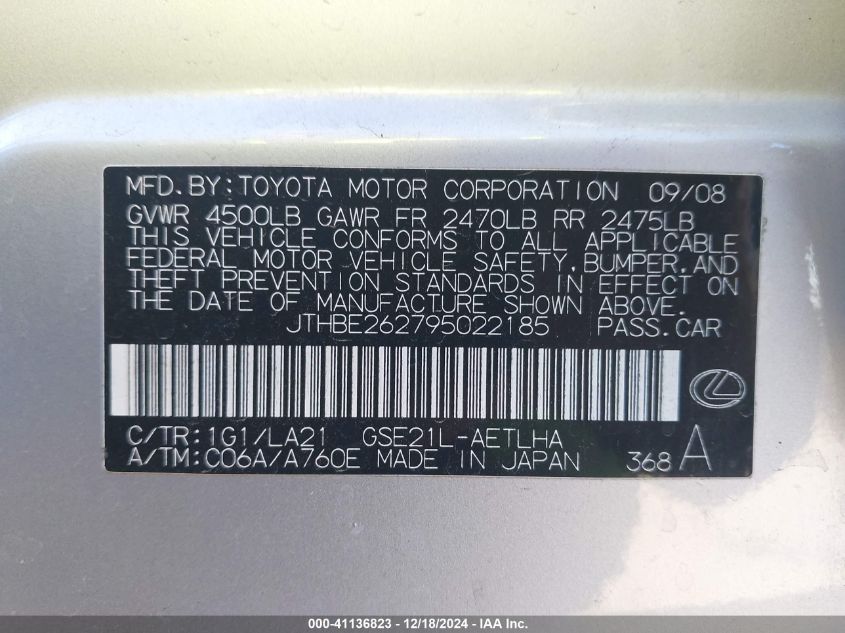 MFD. BY: TOYOTA MOTOR CORPORATION 09/08
GVWR 4500LB GAWR FR 2470LB RR 2475LB
THIS VEHICLE CONFORMS TO ALL APPLICABLE
FEDERAL MOTOR VEHICLE SAFETY, BUMPER, AND
THEFT PREVENTION STANDARDS IN EFFECT ON
THE DATE OF MANUFACTURE SHOWN ABOVE.
JTHBE262795022185 PASS. CAR
C/TR: 1G1/LA21 GSE21L-AETLHA
A/TM: C06A/A760E MADE IN JAPAN 368 A
000-41136823 - 12/18/2024 - IAA Inc.